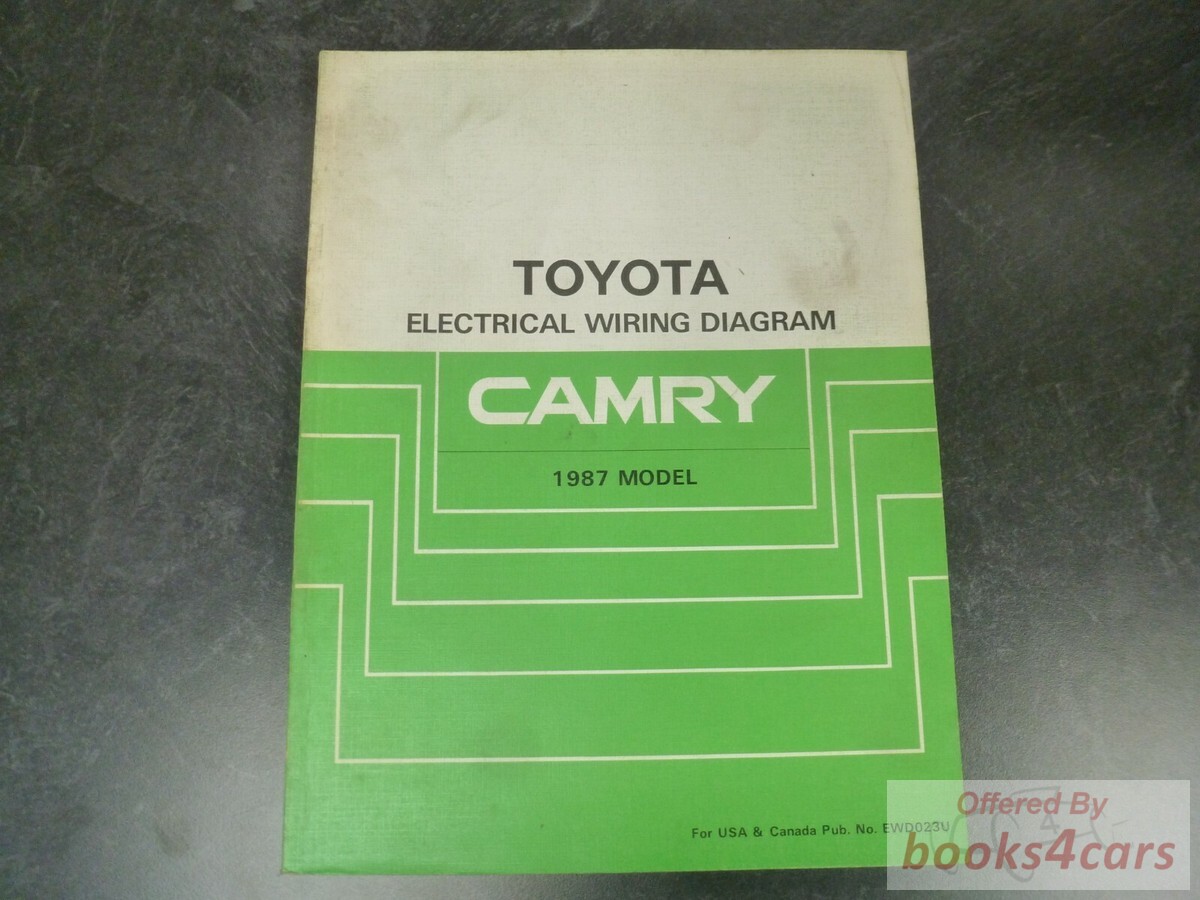 TOYOTA
ELECTRICAL WIRING DIAGRAM
CAMRY
1987 MODEL
For USA & Canada Pub. No. EWD023U
Offered By
books4cars